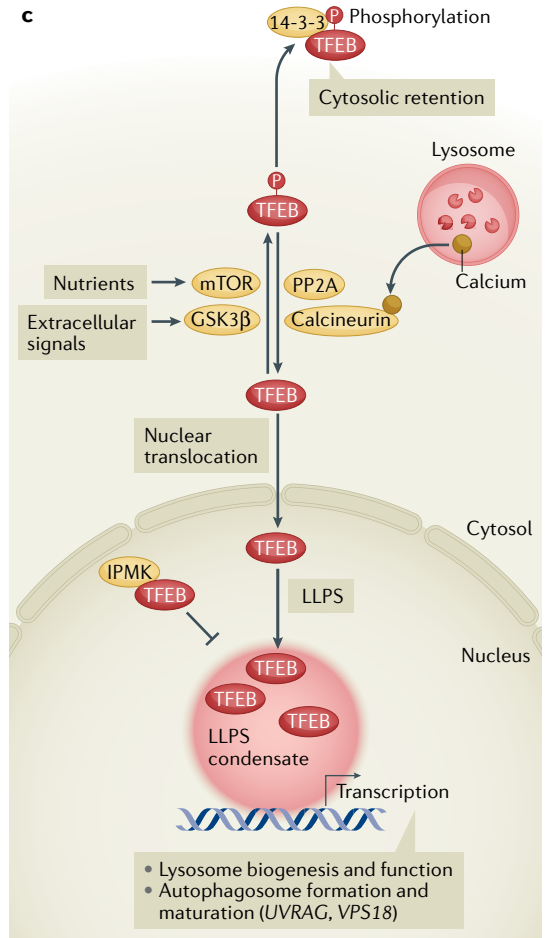 c
14-3-3
P
Phosphorylation
TFEB
Cytosolic retention
Lysosome
P
TFEB
Calcium
Nutrients
mTOR
PP2A
Extracellular
signals
GSK3β
Calcineurin
TFEB
Nuclear
translocation
Cytosol
TFEB
IPMK
TFEB
LLPS
Nucleus
TFEB
TFEB
TFEB
LLPS
condensate
Transcription
• Lysosome biogenesis and function
• Autophagosome formation and
maturation (UVRAG, VPS18)